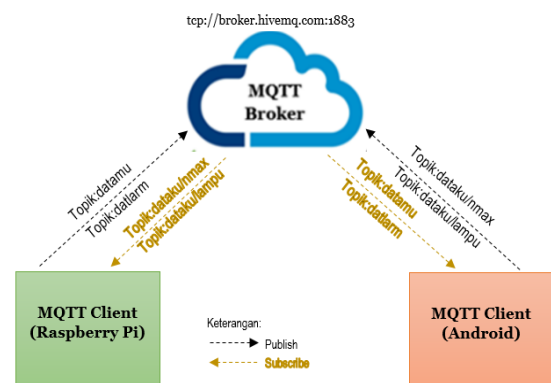 tcp://broker.hivemq.com:1883
MQTT
Broker
Topik:datamu
Topik:datlarm
Topik:dataku/nmax
Topik:dataku/lampu
Topik:datamu
Topik:datlarm
Topik:dataku/nmax
Topik:dataku/lampu
MQTT Client
(Raspberry Pi)
Keterangan:
Publish
Subscribe
MQTT Client
(Android)